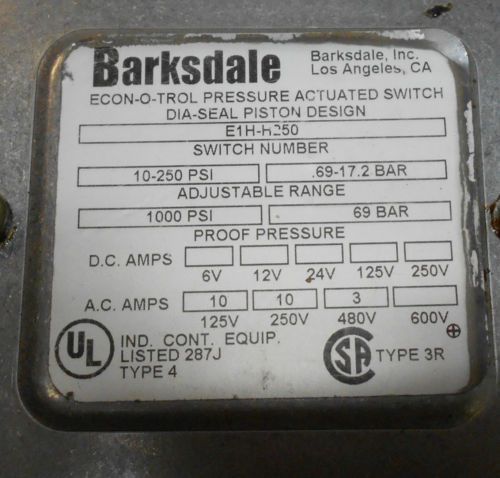 Barksdale Barksdale, Inc.
Los Angeles, CA
ECON-O-TROL PRESSURE ACTUATED SWITCH
DIA-SEAL PISTON DESIGN
E1H-H250
SWITCH NUMBER
10-250 PSI .69-17.2 BAR
ADJUSTABLE RANGE
1000 PSI 69 BAR
PROOF PRESSURE
D.C. AMPS
6V 12V 24V 125V 250V
A.C. AMPS 10 10 3
125V 250V 480V 600V
UL IND. CONT. EQUIP.
LISTED 287J
TYPE 4
SA TYPE 3R